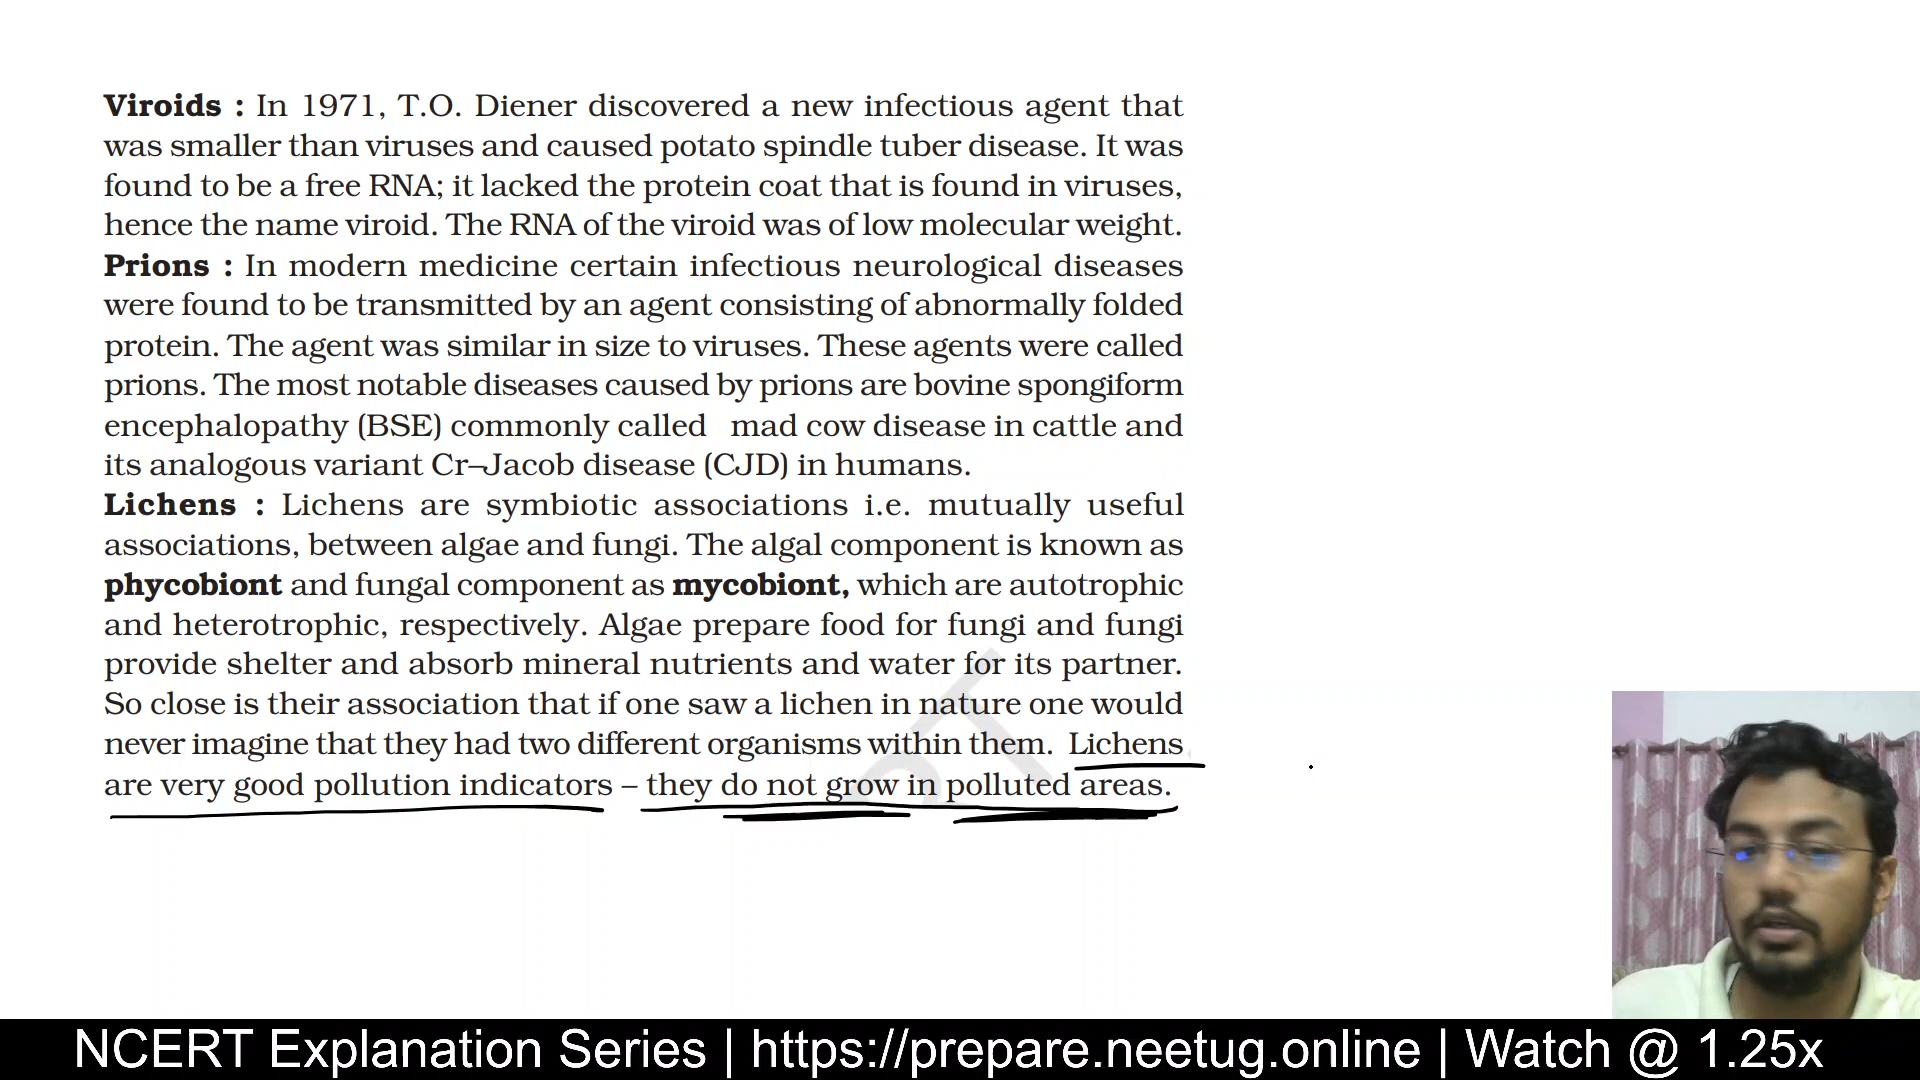 Viroids : In 1971, T.O. Diener discovered a new infectious agent that
was smaller than viruses and caused potato spindle tuber disease. It was
found to be a free RNA; it lacked the protein coat that is found in viruses,
hence the name viroid. The RNA of the viroid was of low molecular weight.
Prions : In modern medicine certain infectious neurological diseases
were found to be transmitted by an agent consisting of abnormally folded
protein. The agent was similar in size to viruses. These agents were called
prions. The most notable diseases caused by prions are bovine spongiform
encephalopathy (BSE) commonly called mad cow disease in cattle and
its analogous variant Cr–Jacob disease (CJD) in humans.
Lichens : Lichens are symbiotic associations i.e. mutually useful
associations, between algae and fungi. The algal component is known as
phycobiont and fungal component as mycobiont, which are autotrophic
and heterotrophic, respectively. Algae prepare food for fungi and fungi
provide shelter and absorb mineral nutrients and water for its partner.
So close is their association that if one saw a lichen in nature one would
never imagine that they had two different organisms within them. Lichens
are very good pollution indicators – they do not grow in polluted areas.
NCERT Explanation Series | https://prepare.neetug.online | Watch @ 1.25x